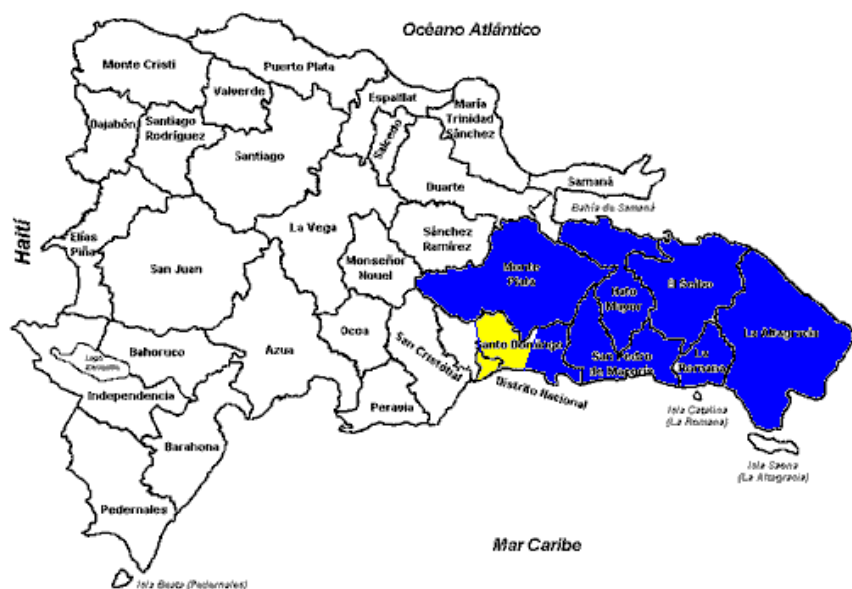 Océano Atlántico
Monte Cristi
Puerto Plata
Valverde
Espaillat
María
Trinidad
Sánchez
Dajabón
Santiago
Rodríguez
Salcedo
Santiago
Duarte
Samaná
Bahía de Samaná
Haití
Elías
Piña
La Vega
Sánchez
Ramírez
San Juan
Monseñor
Nouel
Monte
Plata
Hato
Mayor
El Seibo
La Altagracia
Ocoa
Santo Domingo
Azua
San Cristóbal
Bahoruco
San Pedro
de Macorís
La
Romana
Independencia
Peravia
Distrito Nacional
Isla Catalina
(La Romana)
Barahona
Isla Saona
(La Altagracia)
Pedernales
Mar Caribe
Isla Beata (Pedernales)